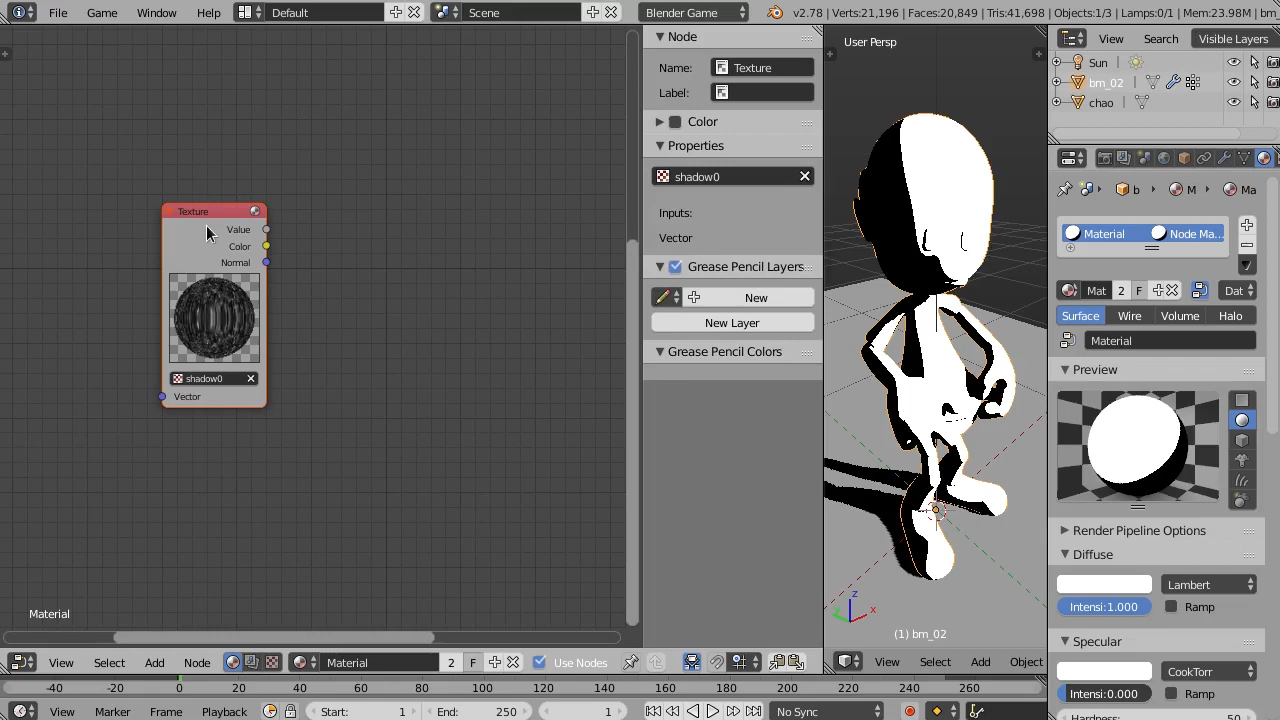 File Game Window Help Default Scene Blender Game v2.78 | Verts:21,196 | Faces:20,849 | Tris:41,698 | Objects:1/3 | Lamps:0/1 | Mem:23.98M | bm
Node
Name: Texture
Label:
Color
Properties
shadow0
Inputs:
Vector
Grease Pencil Layers
New
New Layer
Grease Pencil Colors
Texture
Value
Color
Normal
shadow0
Vector
Material
User Persp
(1) bm_02
z
x
y
View Search Visible Layers
Sun
bm_02
chao
b M Ma
Material Node Ma...
Mat 2 F Dat
Surface Wire Volume Halo
Material
Preview
Render Pipeline Options
Diffuse
Lambert
Intensi:1.000 Ramp
Specular
CookTorr
Intensi:0.000 Ramp
Hardness: 50
View Select Add Node Material 2 F Use Nodes
View Select Add Object
-40 -20 0 20 40 60 80 100 120 140 160 180 200 220 240 260
View Marker Frame Playback Start: 1 End: 250 1 No Sync